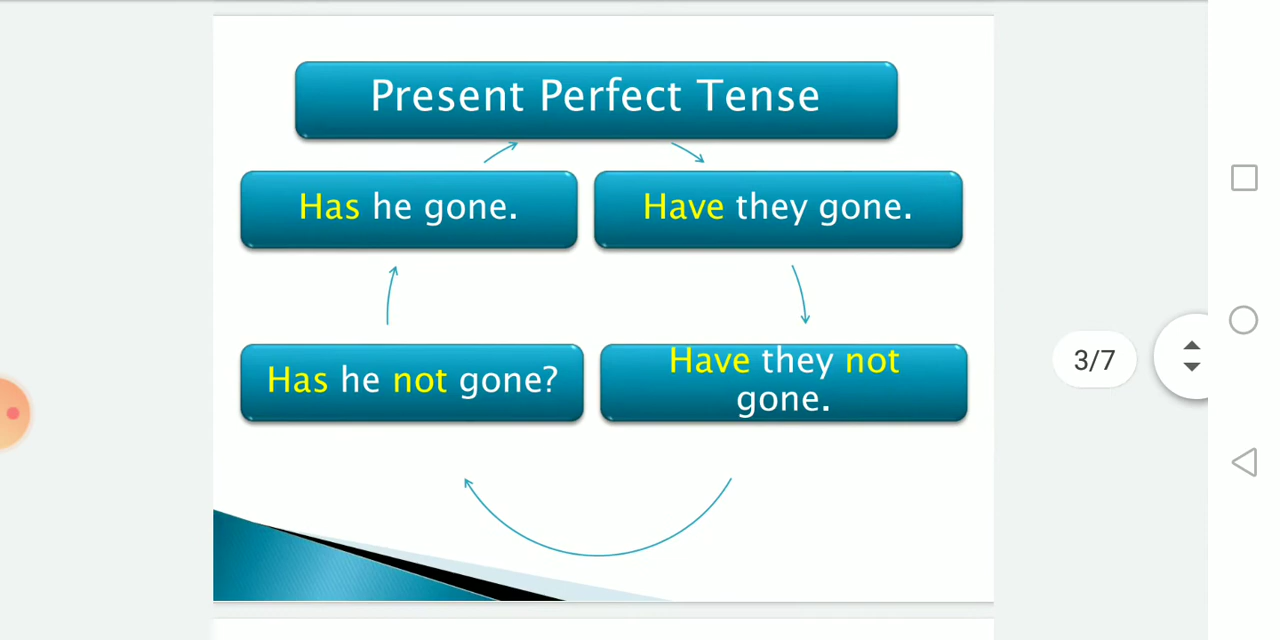 Present Perfect Tense
Has he gone.
Have they gone.
Has he not gone?
Have they not
gone.
3/7